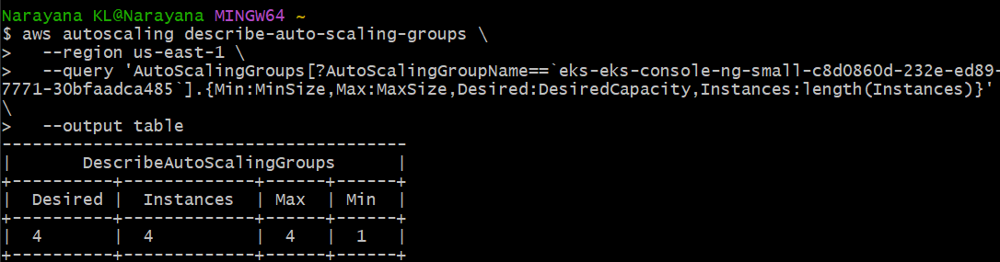 Narayana KL@Narayana MINGW64 ~
$ aws autoscaling describe-auto-scaling-groups \
>   --region us-east-1 \
>   --query 'AutoScalingGroups[?AutoScalingGroupName==`eks-eks-console-ng-small-c8d0860d-232e-ed89-
7771-30bfaadca485`].{Min:MinSize,Max:MaxSize,Desired:DesiredCapacity,Instances:length(Instances)}'
\
>   --output table
-----------------------------------------
|       DescribeAutoScalingGroups       |
+----------+-------------+------+-------+
|  Desired |  Instances  | Max  | Min   |
+----------+-------------+------+-------+
|  4       |  4          |  4   |  1    |
+----------+-------------+------+-------+